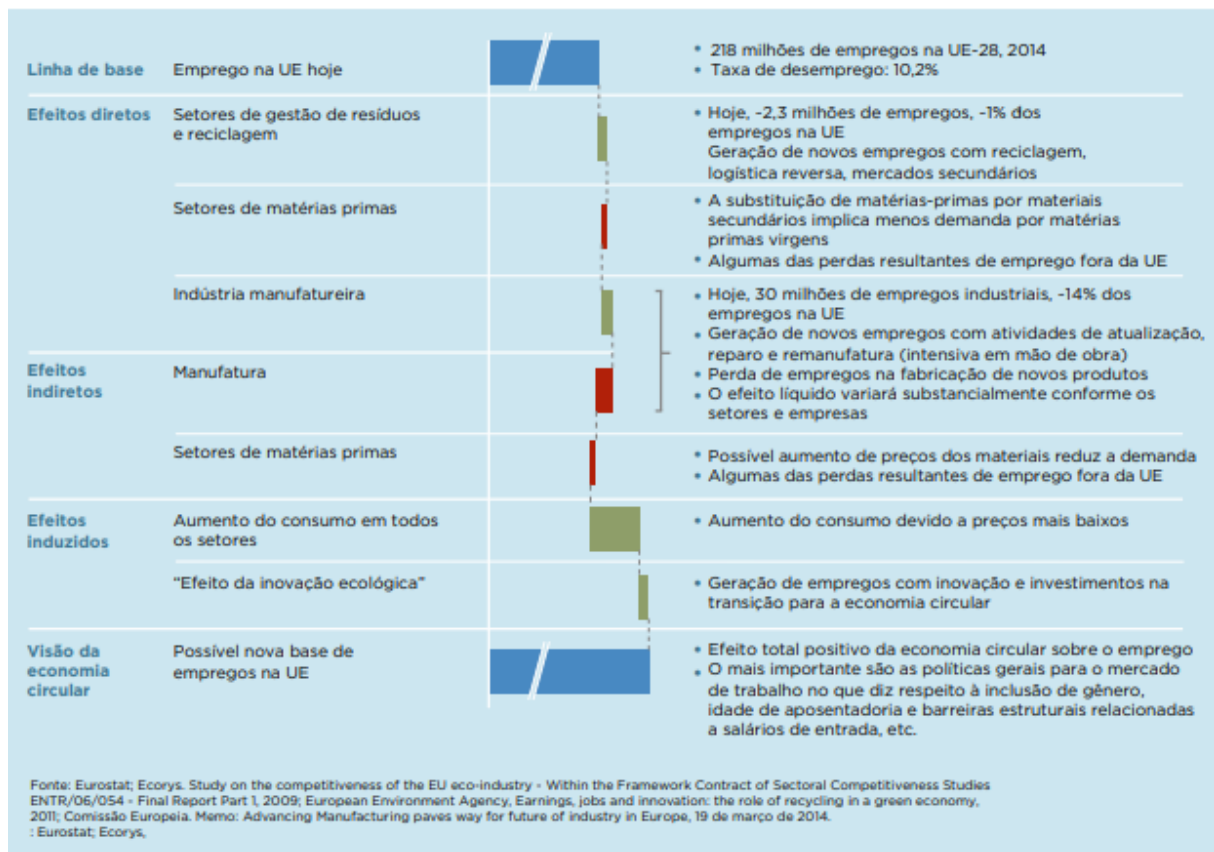 Linha de base
Emprego na UE hoje
• 218 milhões de empregos na UE-28, 2014
• Taxa de desemprego: 10,2%
Efeitos diretos
Setores de gestão de resíduos
e reciclagem
• Hoje, ~2,3 milhões de empregos, ~1% dos
empregos na UE
Geração de novos empregos com reciclagem,
logística reversa, mercados secundários
Setores de matérias primas
• A substituição de matérias-primas por materiais
secundários implica menos demanda por matérias
primas virgens
• Algumas das perdas resultantes de emprego fora da UE
Indústria manufatureira
• Hoje, 30 milhões de empregos industriais, ~14% dos
empregos na UE
• Geração de novos empregos com atividades de atualização,
reparo e remanufatura (intensiva em mão de obra)
• Perda de empregos na fabricação de novos produtos
• O efeito líquido variará substancialmente conforme os
setores e empresas
Efeitos
indiretos
Manufatura
Setores de matérias primas
• Possível aumento de preços dos materiais reduz a demanda
• Algumas das perdas resultantes de emprego fora da UE
Efeitos
induzidos
Aumento do consumo em todos
os setores
• Aumento do consumo devido a preços mais baixos
"Efeito da inovação ecológica"
• Geração de empregos com inovação e investimentos na
transição para a economia circular
Visão da
economia
circular
Possível nova base de
empregos na UE
• Efeito total positivo da economia circular sobre o emprego
• O mais importante são as políticas gerais para o mercado
de trabalho no que diz respeito à inclusão de gênero,
idade de aposentadoria e barreiras estruturais relacionadas
a salários de entrada, etc.
Fonte: Eurostat; Ecorys. Study on the competitiveness of the EU eco-industry - Within the Framework Contract of Sectoral Competitiveness Studies
ENTR/06/054 - Final Report Part 1, 2009; European Environment Agency, Earnings, jobs and innovation: the role of recycling in a green economy,
2011; Comissão Europeia. Memo: Advancing Manufacturing paves way for future of industry in Europe, 19 de março de 2014.
: Eurostat; Ecorys,